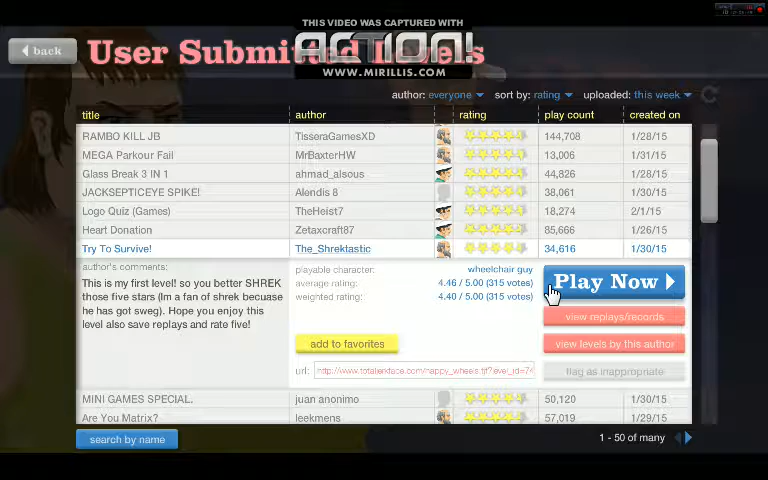 THIS VIDEO WAS CAPTURED WITH
ACTION!
WWW.MIRILLIS.COM
back
User Submitted Levels
author: everyone sort by: rating uploaded: this week
title author rating play count created on
RAMBO KILL JB TisseraGamesXD 144,708 1/28/15
MEGA Parkour Fail MrBaxterHW 13,006 1/31/15
Glass Break 3 IN 1 ahmad_alsous 44,826 1/28/15
JACKSEPTICEYE SPIKE! Alendis 8 38,061 1/30/15
Logo Quiz (Games) TheHeist7 18,274 2/1/15
Heart Donation Zetaxcraft87 85,666 1/26/15
Try To Survive! The_Shrektastic 34,616 1/30/15
author's comments:
This is my first level! so you better SHREK
those five stars (Im a fan of shrek becuase
he has got sweg). Hope you enjoy this
level also save replays and rate five!
playable character: wheelchair guy
average rating: 4.46 / 5.00 (315 votes)
weighted rating: 4.40 / 5.00 (315 votes)
add to favorites
url:
Play Now
view replays/records
view levels by this author
flag as inappropriate
MINI GAMES SPECIAL. juan anonimo 50,120 1/30/15
Are You Matrix? leekmens 57,019 1/29/15
search by name
1 - 50 of many